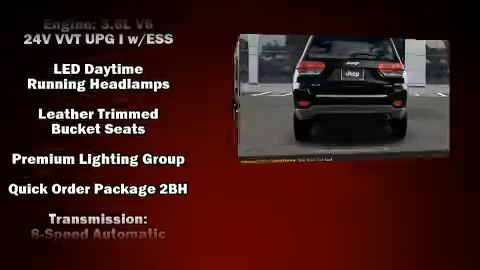 Engine: 3.6L V6
24V VVT UPG I w/ESS
LED Daytime
Running Headlamps
Leather Trimmed
Bucket Seats
Premium Lighting Group
Quick Order Package 2BH
Transmission:
8-Speed Automatic
Jeep
Jeep